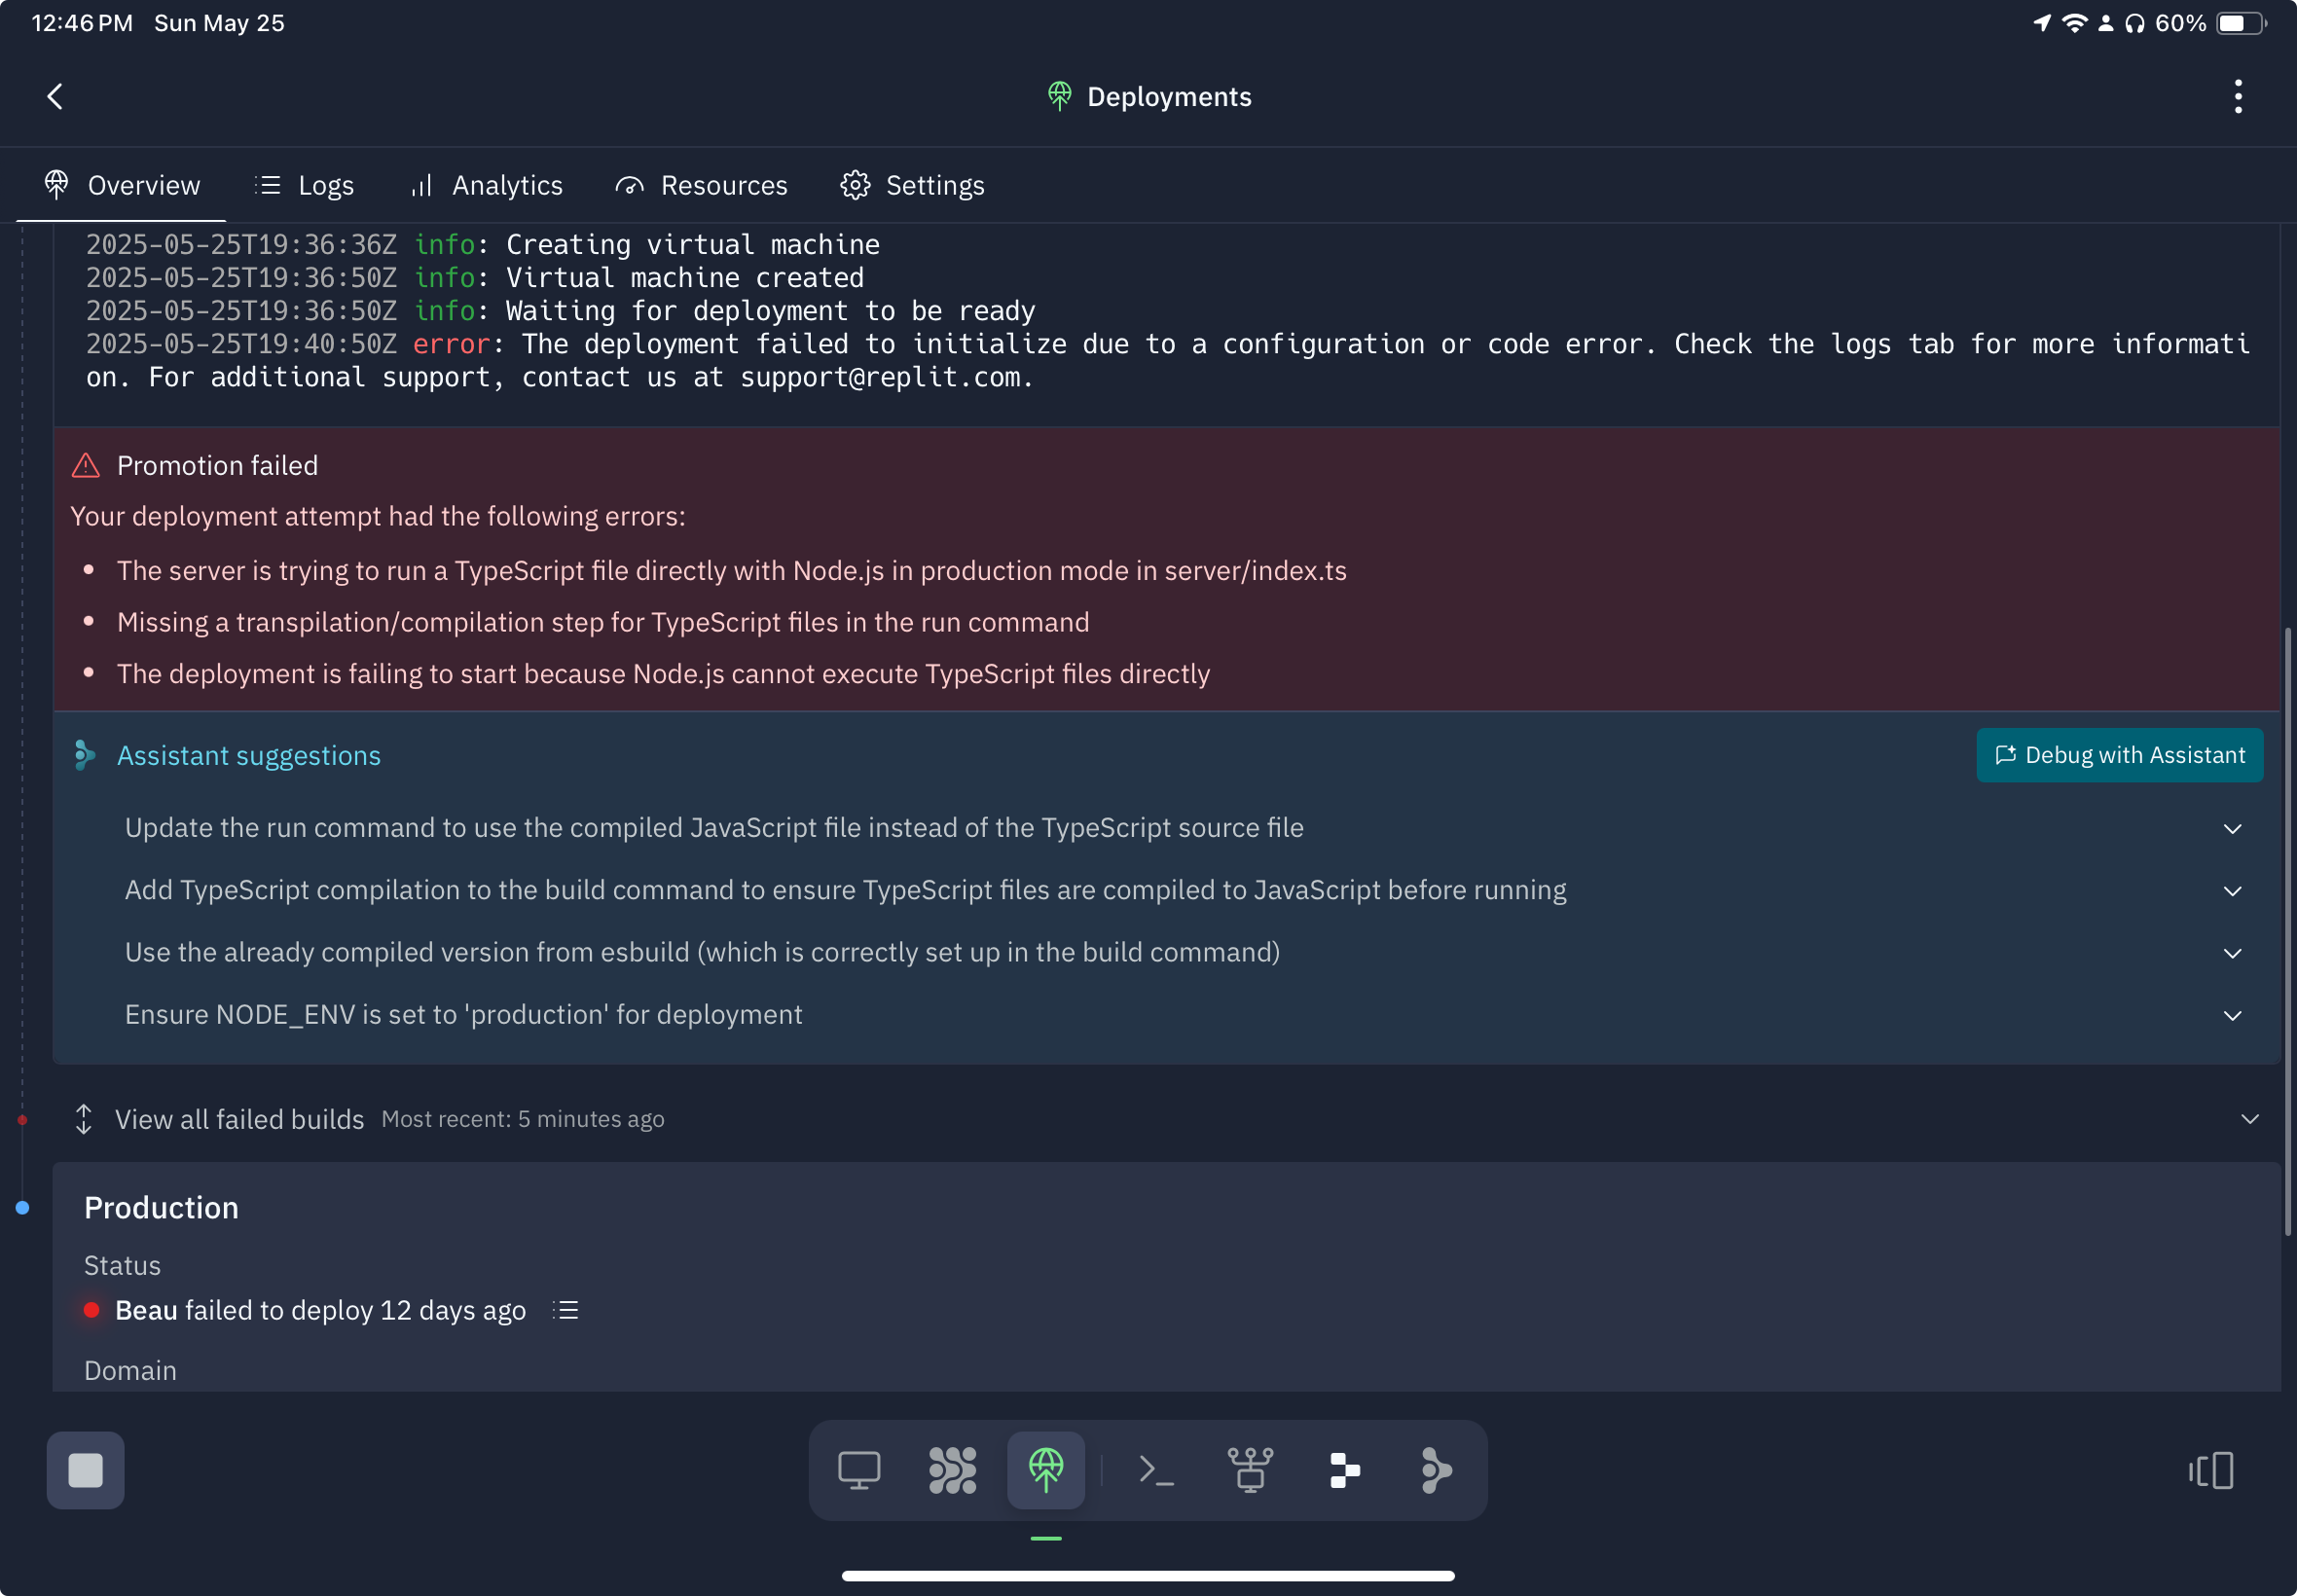 12:46 PM Sun May 25
60%
Deployments
Overview Logs Analytics Resources Settings
2025-05-25T19:36:36Z info: Creating virtual machine
2025-05-25T19:36:50Z info: Virtual machine created
2025-05-25T19:36:50Z info: Waiting for deployment to be ready
2025-05-25T19:40:50Z error: The deployment failed to initialize due to a configuration or code error. Check the logs tab for more informati
on. For additional support, contact us at support@replit.com.
Promotion failed
Your deployment attempt had the following errors:
• The server is trying to run a TypeScript file directly with Node.js in production mode in server/index.ts
• Missing a transpilation/compilation step for TypeScript files in the run command
• The deployment is failing to start because Node.js cannot execute TypeScript files directly
Assistant suggestions
Debug with Assistant
Update the run command to use the compiled JavaScript file instead of the TypeScript source file
Add TypeScript compilation to the build command to ensure TypeScript files are compiled to JavaScript before running
Use the already compiled version from esbuild (which is correctly set up in the build command)
Ensure NODE_ENV is set to 'production' for deployment
View all failed builds Most recent: 5 minutes ago
Production
Status
Beau failed to deploy 12 days ago
Domain